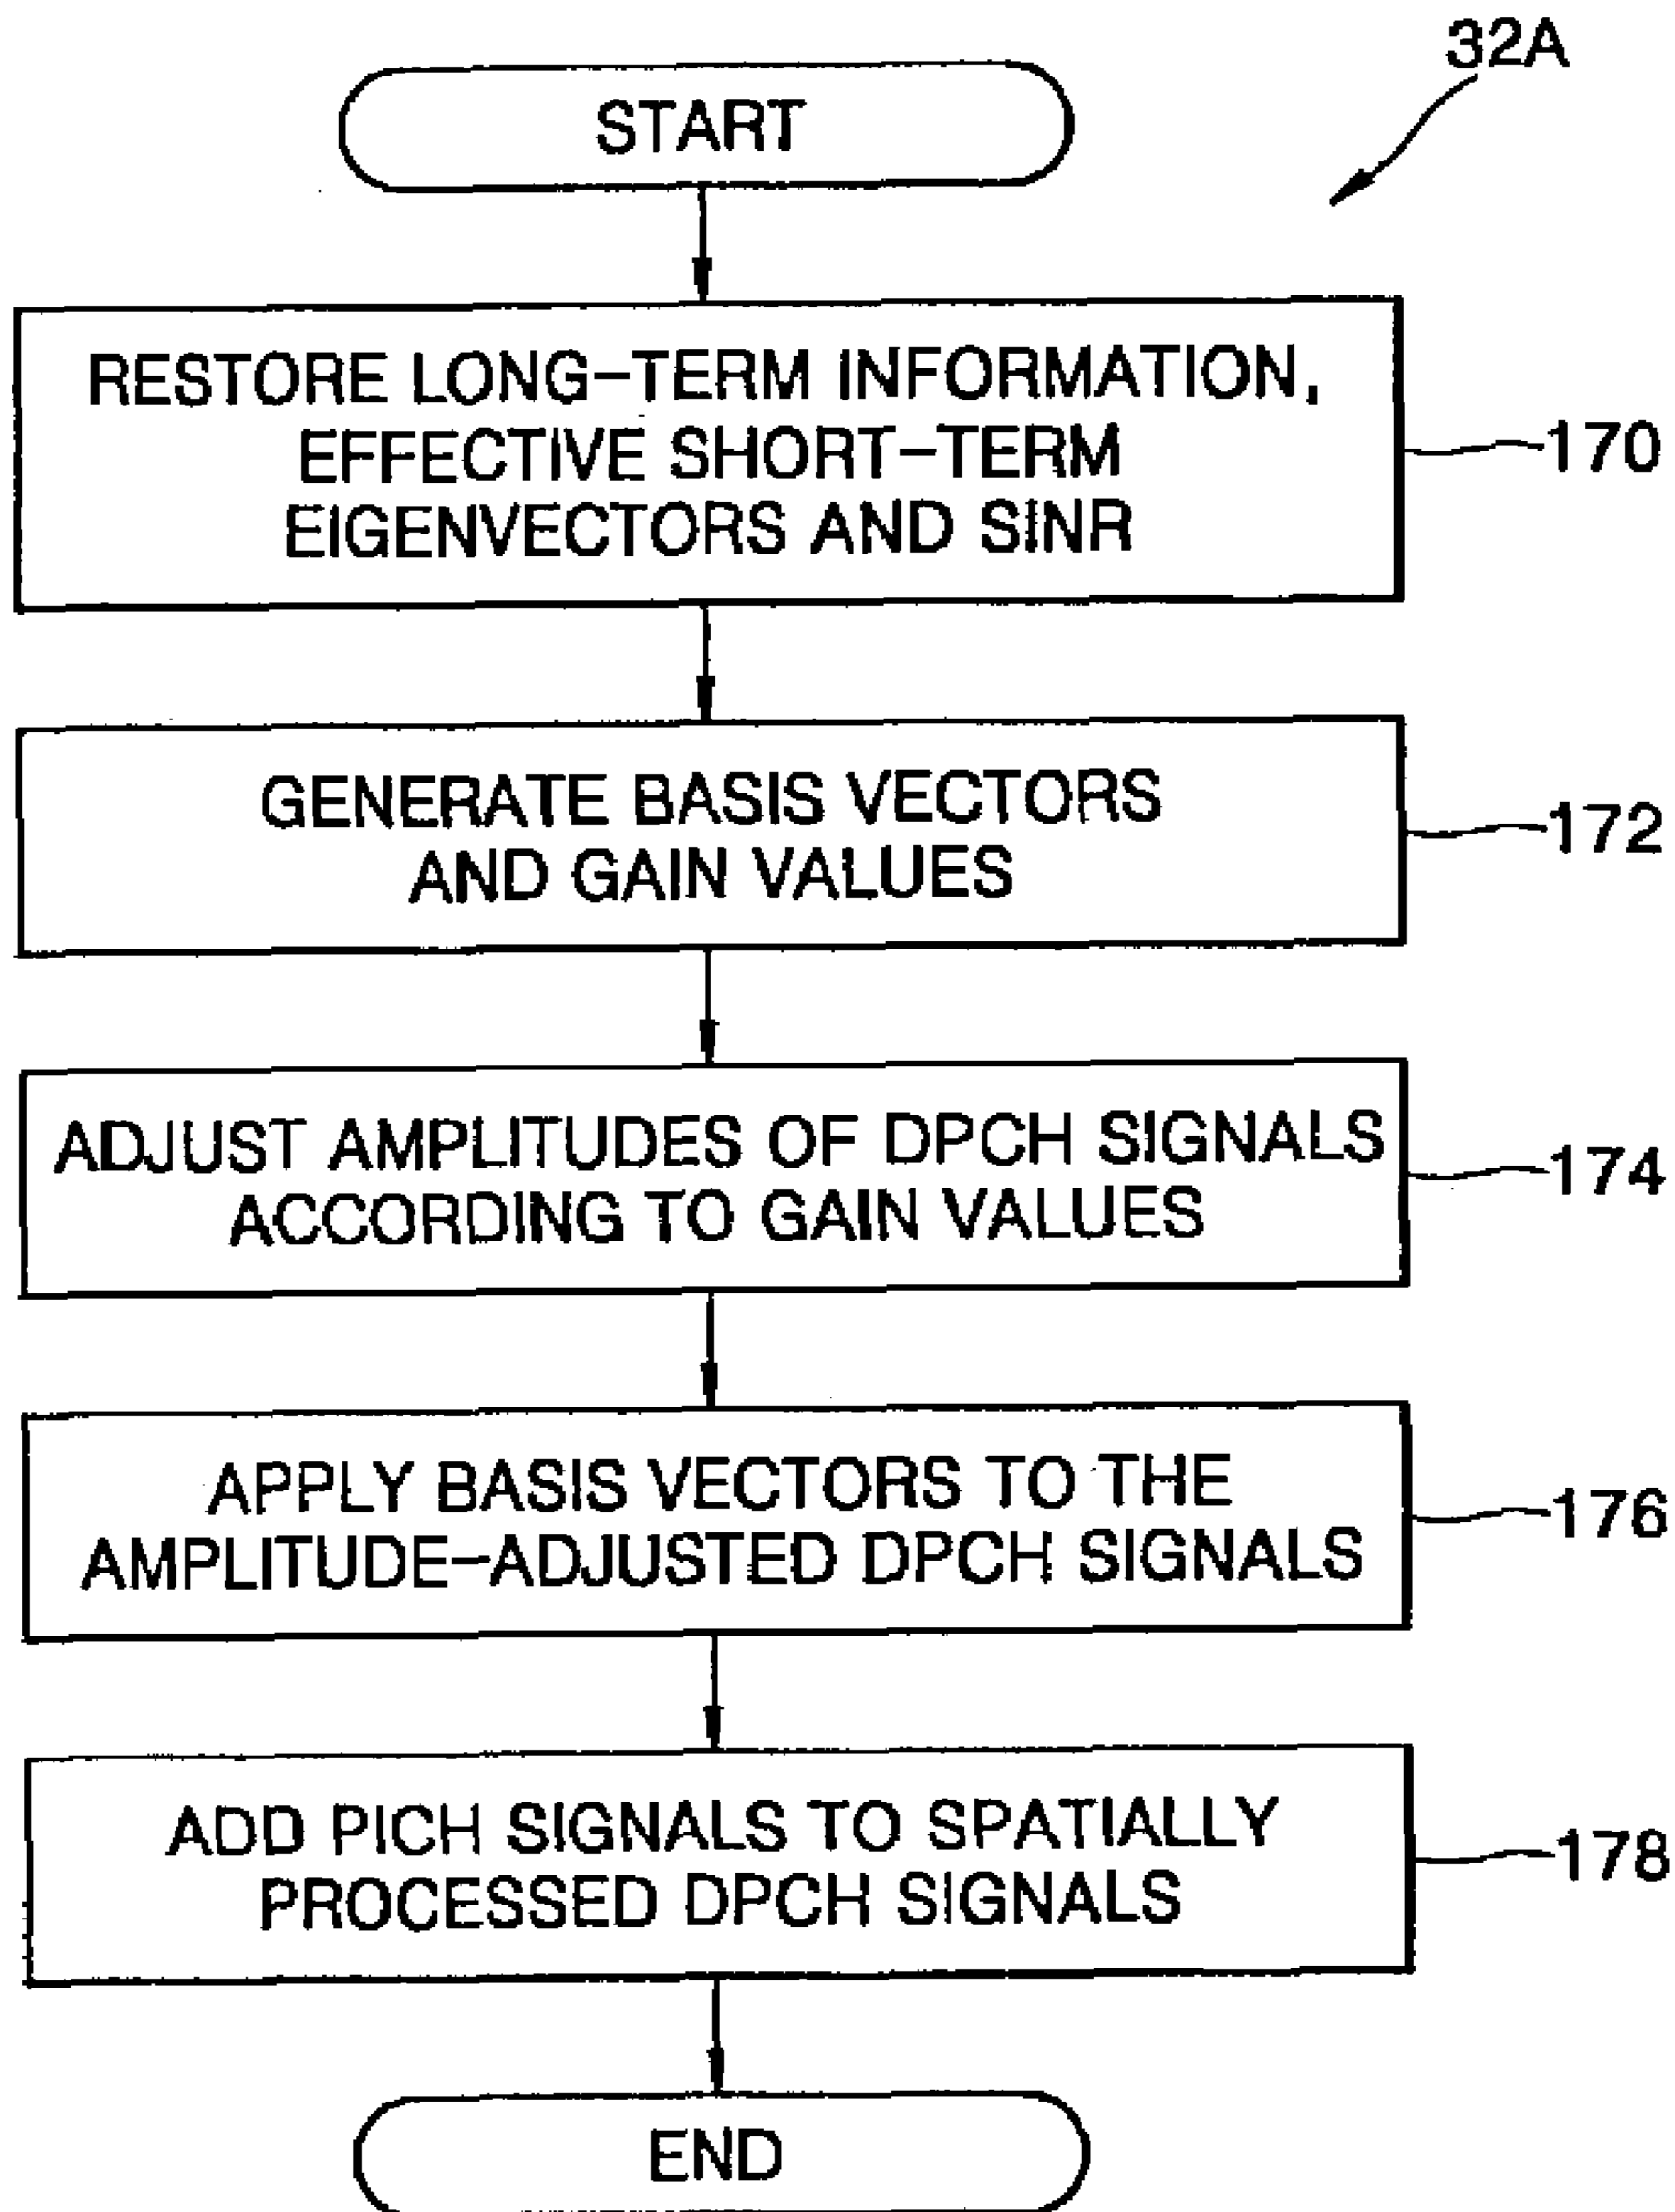 32A
START
RESTORE LONG-TERM INFORMATION,
EFFECTIVE SHORT-TERM
EIGENVECTORS AND SINR
170
GENERATE BASIS VECTORS
AND GAIN VALUES
172
ADJUST AMPLITUDES OF DPCH SIGNALS
ACCORDING TO GAIN VALUES
174
APPLY BASIS VECTORS TO THE
AMPLITUDE-ADJUSTED DPCH SIGNALS
176
ADD PICH SIGNALS TO SPATIALLY
PROCESSED DPCH SIGNALS
178
END